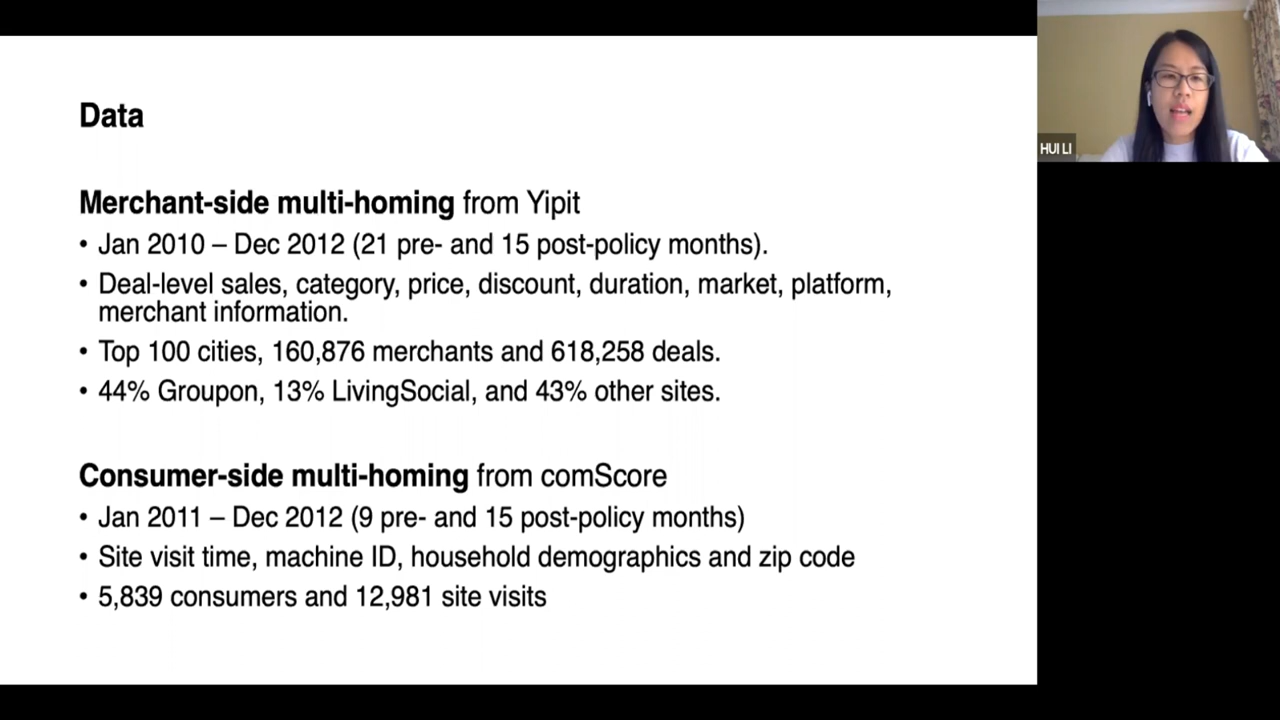 Data
Merchant-side multi-homing from Yipit
• Jan 2010 – Dec 2012 (21 pre- and 15 post-policy months).
• Deal-level sales, category, price, discount, duration, market, platform,
merchant information.
• Top 100 cities, 160,876 merchants and 618,258 deals.
• 44% Groupon, 13% LivingSocial, and 43% other sites.
Consumer-side multi-homing from comScore
• Jan 2011 – Dec 2012 (9 pre- and 15 post-policy months)
• Site visit time, machine ID, household demographics and zip code
• 5,839 consumers and 12,981 site visits
HUI LI